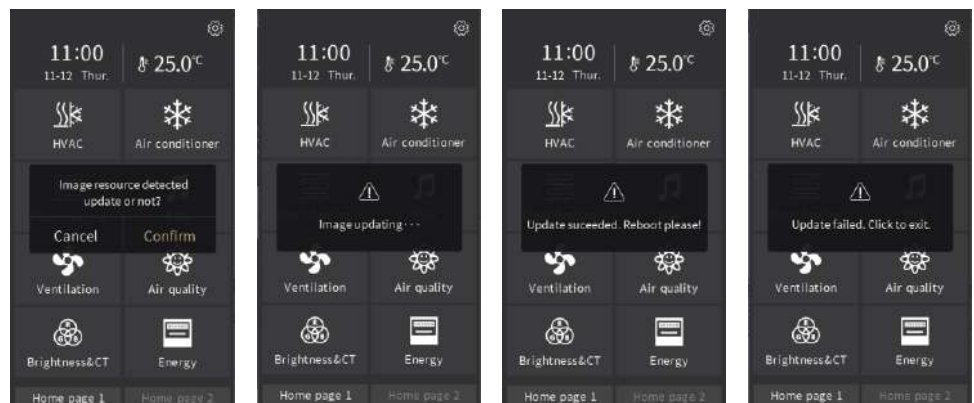 11:00
11-12 Thur.
25.0℃
HVAC
Air conditioner
Image resource detected
update or not?
Cancel
Confirm
Ventilation
Air quality
Brightness&CT
Energy
Home page 1
Home page 2
11:00
11-12 Thur.
25.0℃
HVAC
Air conditioner
Image updating···
Ventilation
Air quality
Brightness&CT
Energy
Home page 1
Home page 2
11:00
11-12 Thur.
25.0℃
HVAC
Air conditioner
Update suceeded. Reboot please!
Ventilation
Air quality
Brightness&CT
Energy
Home page 1
Home page 2
11:00
11-12 Thur.
25.0℃
HVAC
Air conditioner
Update failed. Click to exit.
Ventilation
Air quality
Brightness&CT
Energy
Home page 1
Home page 2